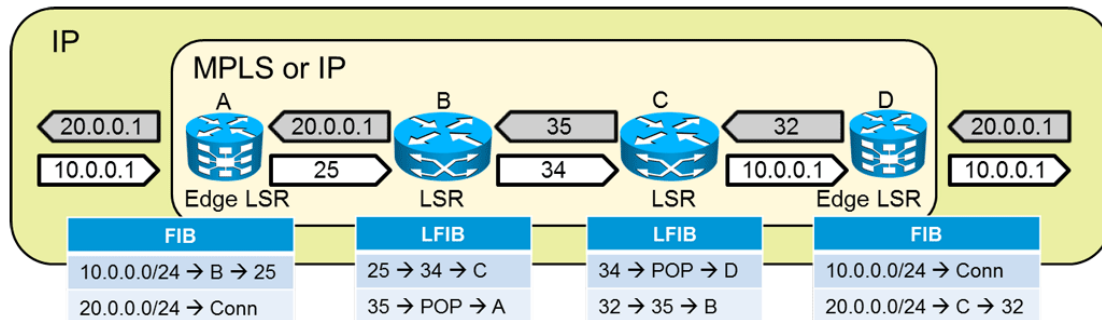 IP
MPLS or IP
A
B
C
D
20.0.0.1
20.0.0.1
35
32
20.0.0.1
10.0.0.1
25
34
10.0.0.1
10.0.0.1
Edge LSR
LSR
LSR
Edge LSR
FIB
10.0.0.0/24 → B → 25
20.0.0.0/24 → Conn
LFIB
25 → 34 → C
35 → POP → A
LFIB
34 → POP → D
32 → 35 → B
FIB
10.0.0.0/24 → Conn
20.0.0.0/24 → C → 32